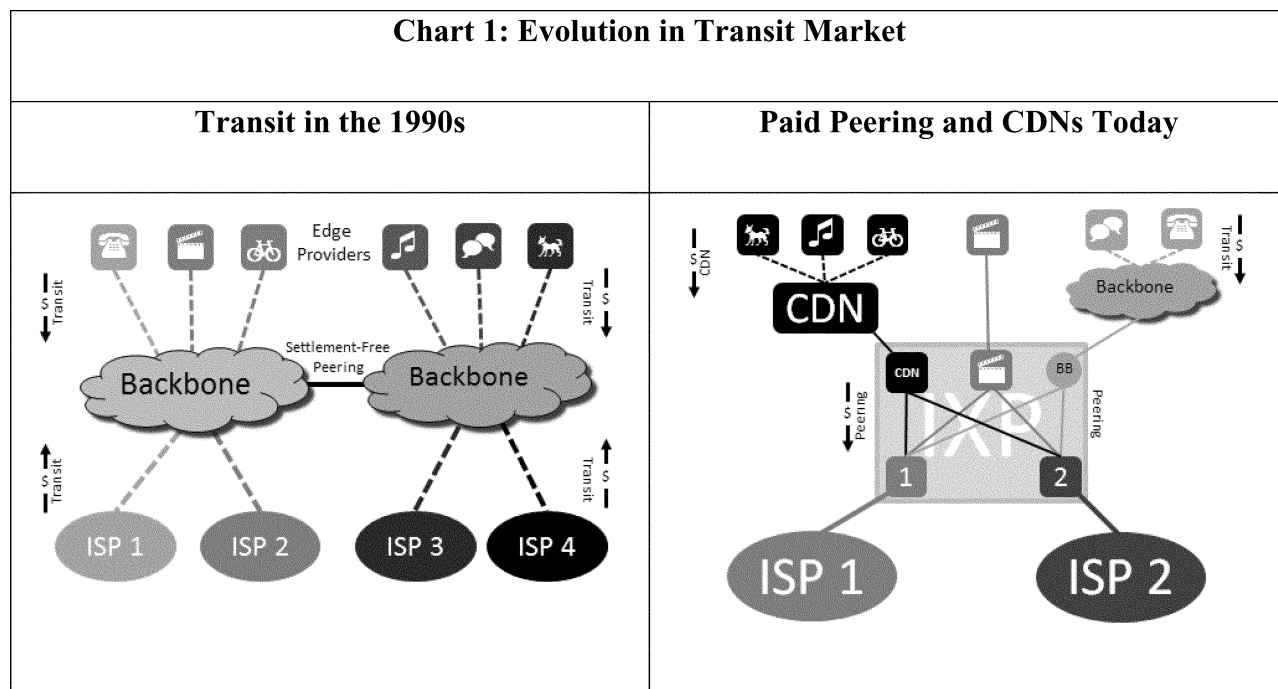 Chart 1: Evolution in Transit Market
Transit in the 1990s
Paid Peering and CDNs Today
Edge
Providers
$
Transit
$
Transit
Settlement-Free
Peering
Backbone
Backbone
$
Transit
$
Transit
ISP 1
ISP 2
ISP 3
ISP 4
$
CDN
$
Transit
CDN
Backbone
CDN
BB
IXP
$
Peering
Peering
1
2
ISP 1
ISP 2